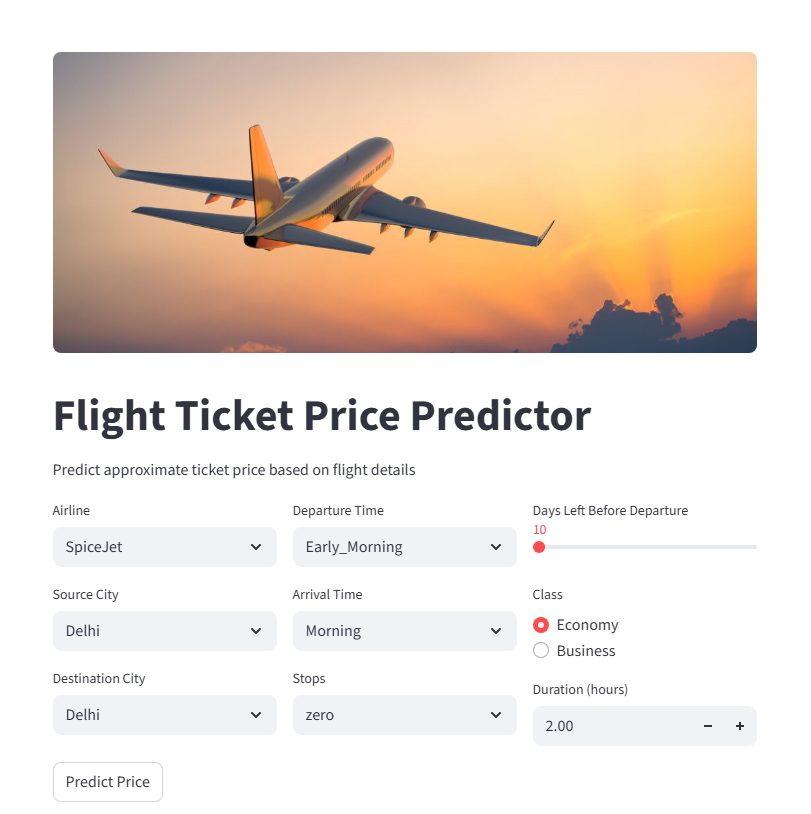 Flight Ticket Price Predictor
Predict approximate ticket price based on flight details
Airline
SpiceJet
Source City
Delhi
Destination City
Delhi
Departure Time
Early_Morning
Arrival Time
Morning
Stops
zero
Days Left Before Departure
10
Class
Economy
Business
Duration (hours)
2.00
Predict Price